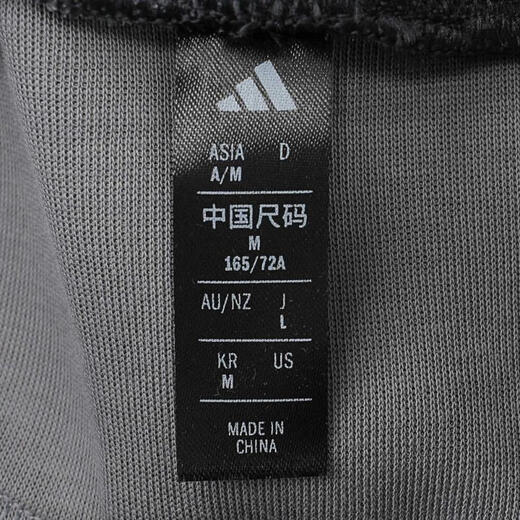 ASIA D
A/M
中国尺码
M
165/72A
AU/NZ J
L
KR US
M
MADE IN
CHINA